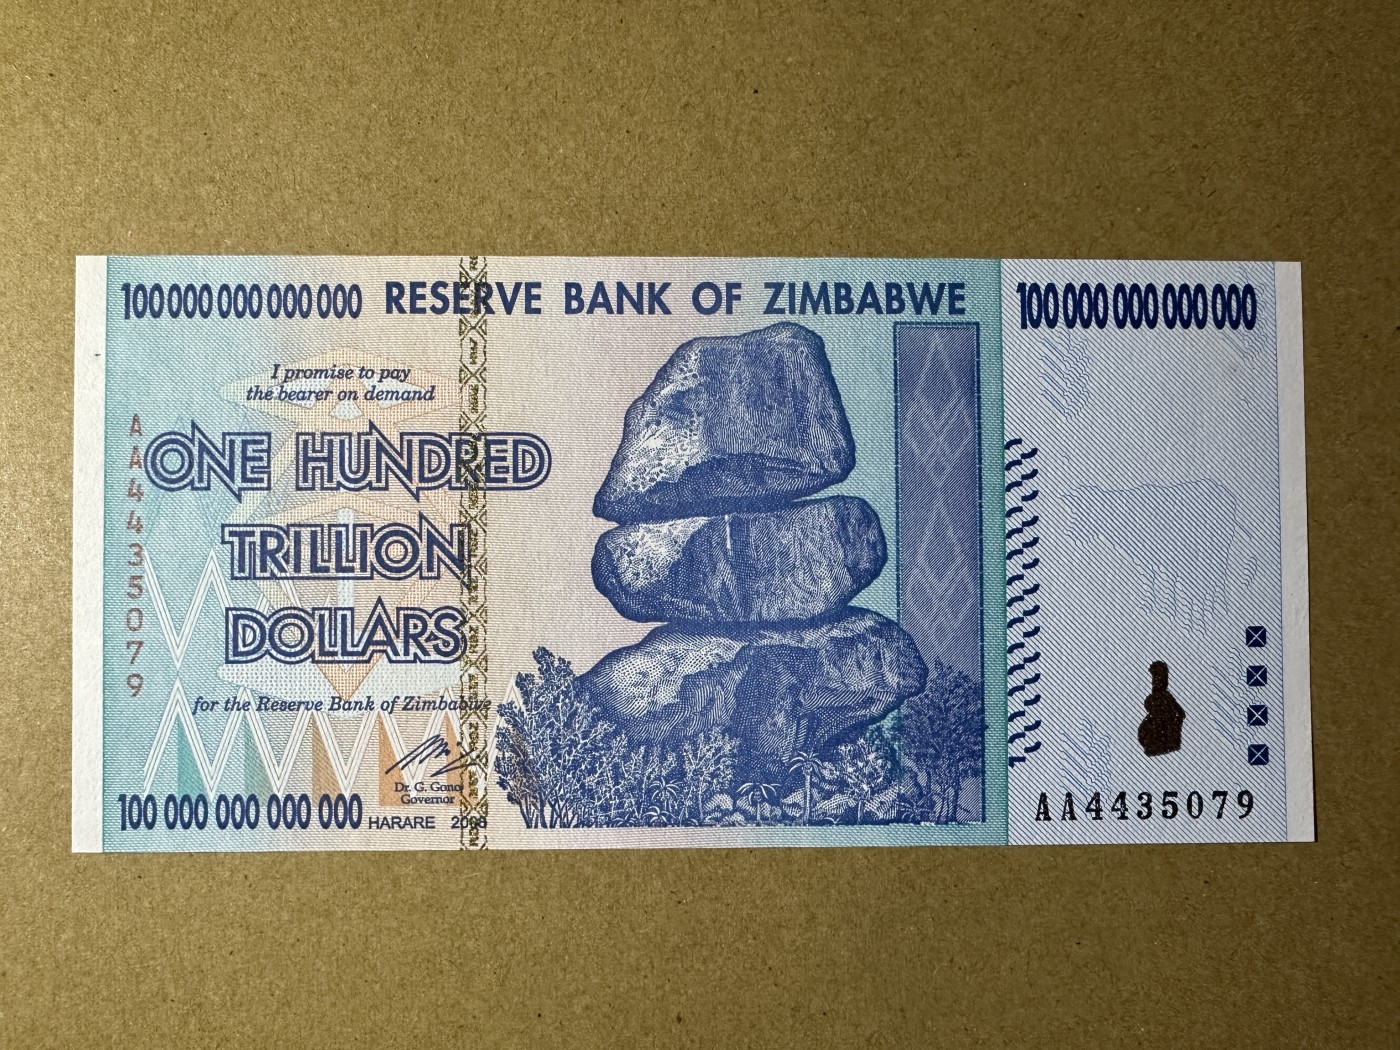 100 000 000 000 000 RESERVE BANK OF ZIMBABWE 100 000 000 000 000
I promise to pay
the bearer on demand
AA4435079
ONE HUNDRED
TRILLION
DOLLARS
for the Reserve Bank of Zimbabwe
Dr. G. Gono
Governor
100 000 000 000 000 HARARE 2008
AA4435079